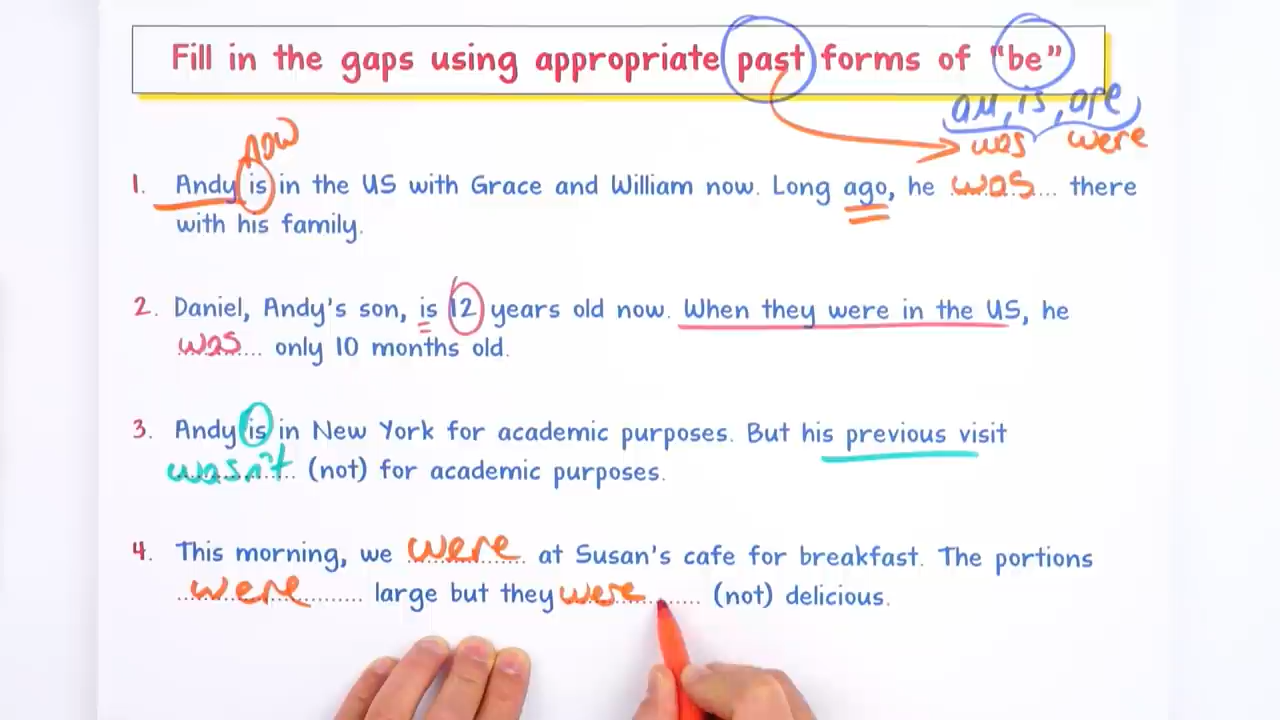 Fill in the gaps using appropriate past forms of "be"
am, is, are
was were
now
1. Andy is in the US with Grace and William now. Long ago, he was there
with his family.
2. Daniel, Andy's son, is 12 years old now. When they were in the US, he
was only 10 months old.
3. Andy is in New York for academic purposes. But his previous visit
wasn't (not) for academic purposes.
4. This morning, we were at Susan's cafe for breakfast. The portions
were large but they were (not) delicious.